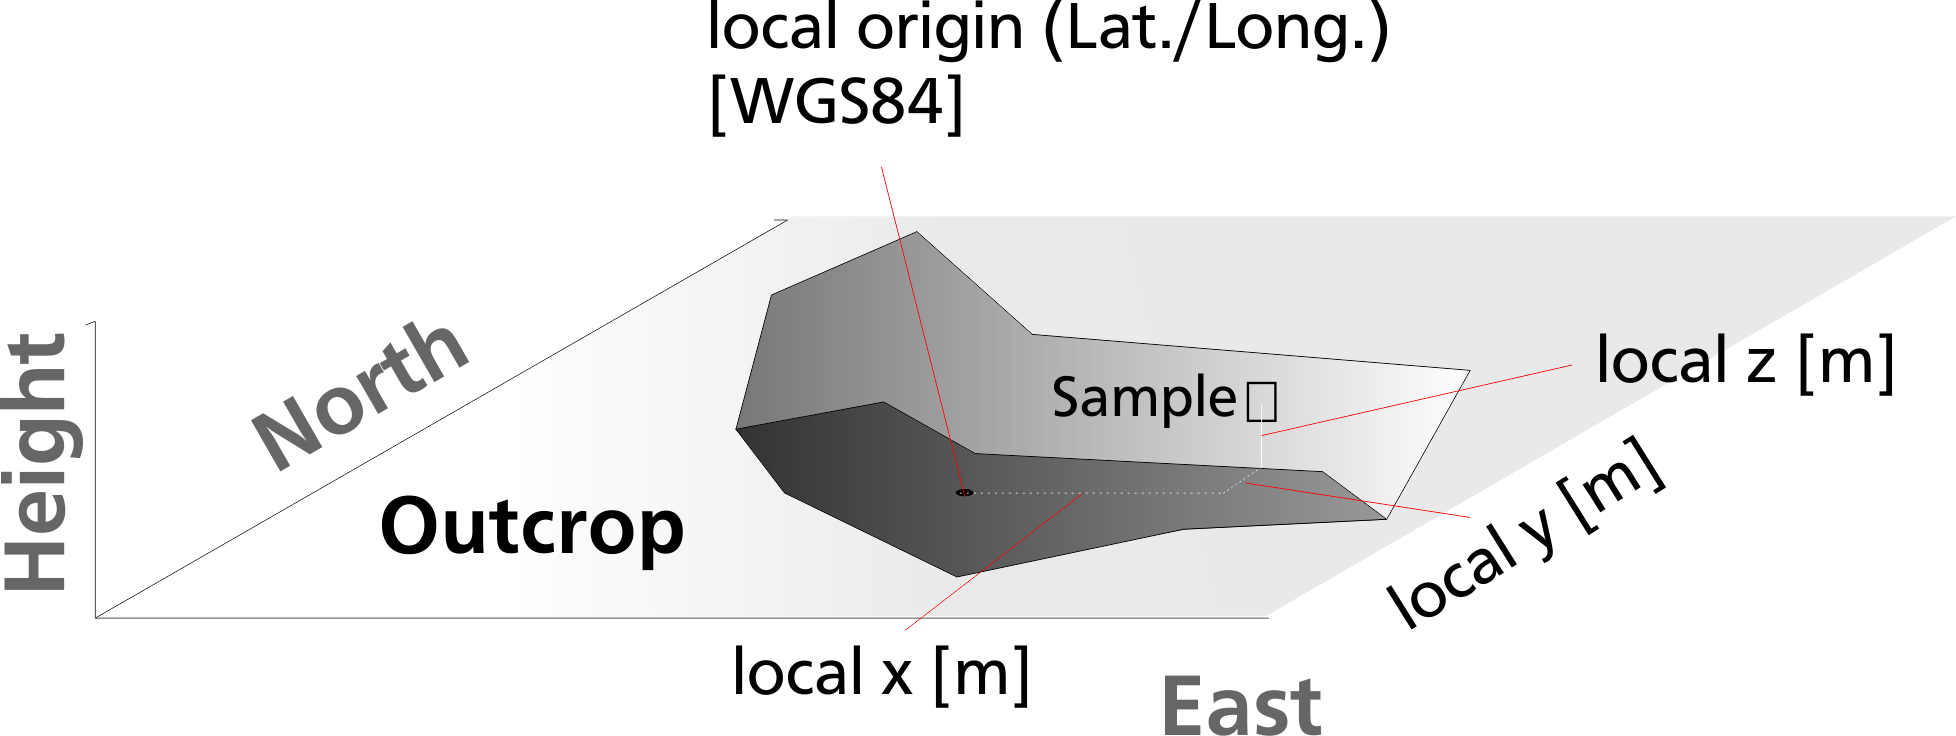 local origin (Lat./Long.)
[WGS84]
Height
North
Sample
local z [m]
Outcrop
local y [m]
local x [m]
East